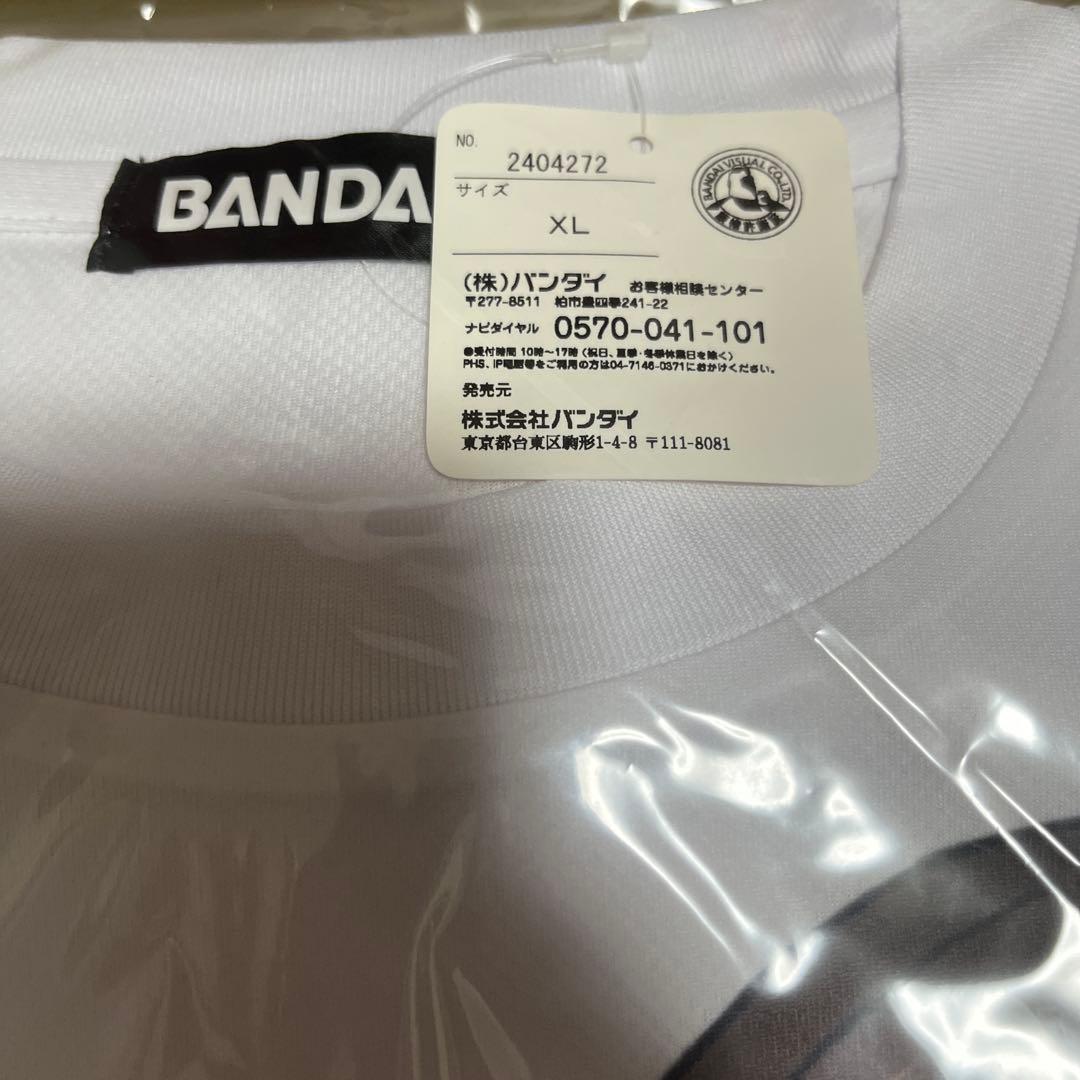 BANDA
NO.
2404272
サイズ
XL
BANDAI VISUAL CO.,LTD.
(株)バンダイ お客様相談センター
〒277-8511 柏市豊四季241-22
ナビダイヤル 0570-041-101
●受付時間 10時〜17時 (祝日、夏季・冬季休業日を除く)
PHS、IP電話等をご利用の方は04-7146-0371におかけください。
発売元
株式会社バンダイ
東京都台東区駒形1-4-8 〒111-8081